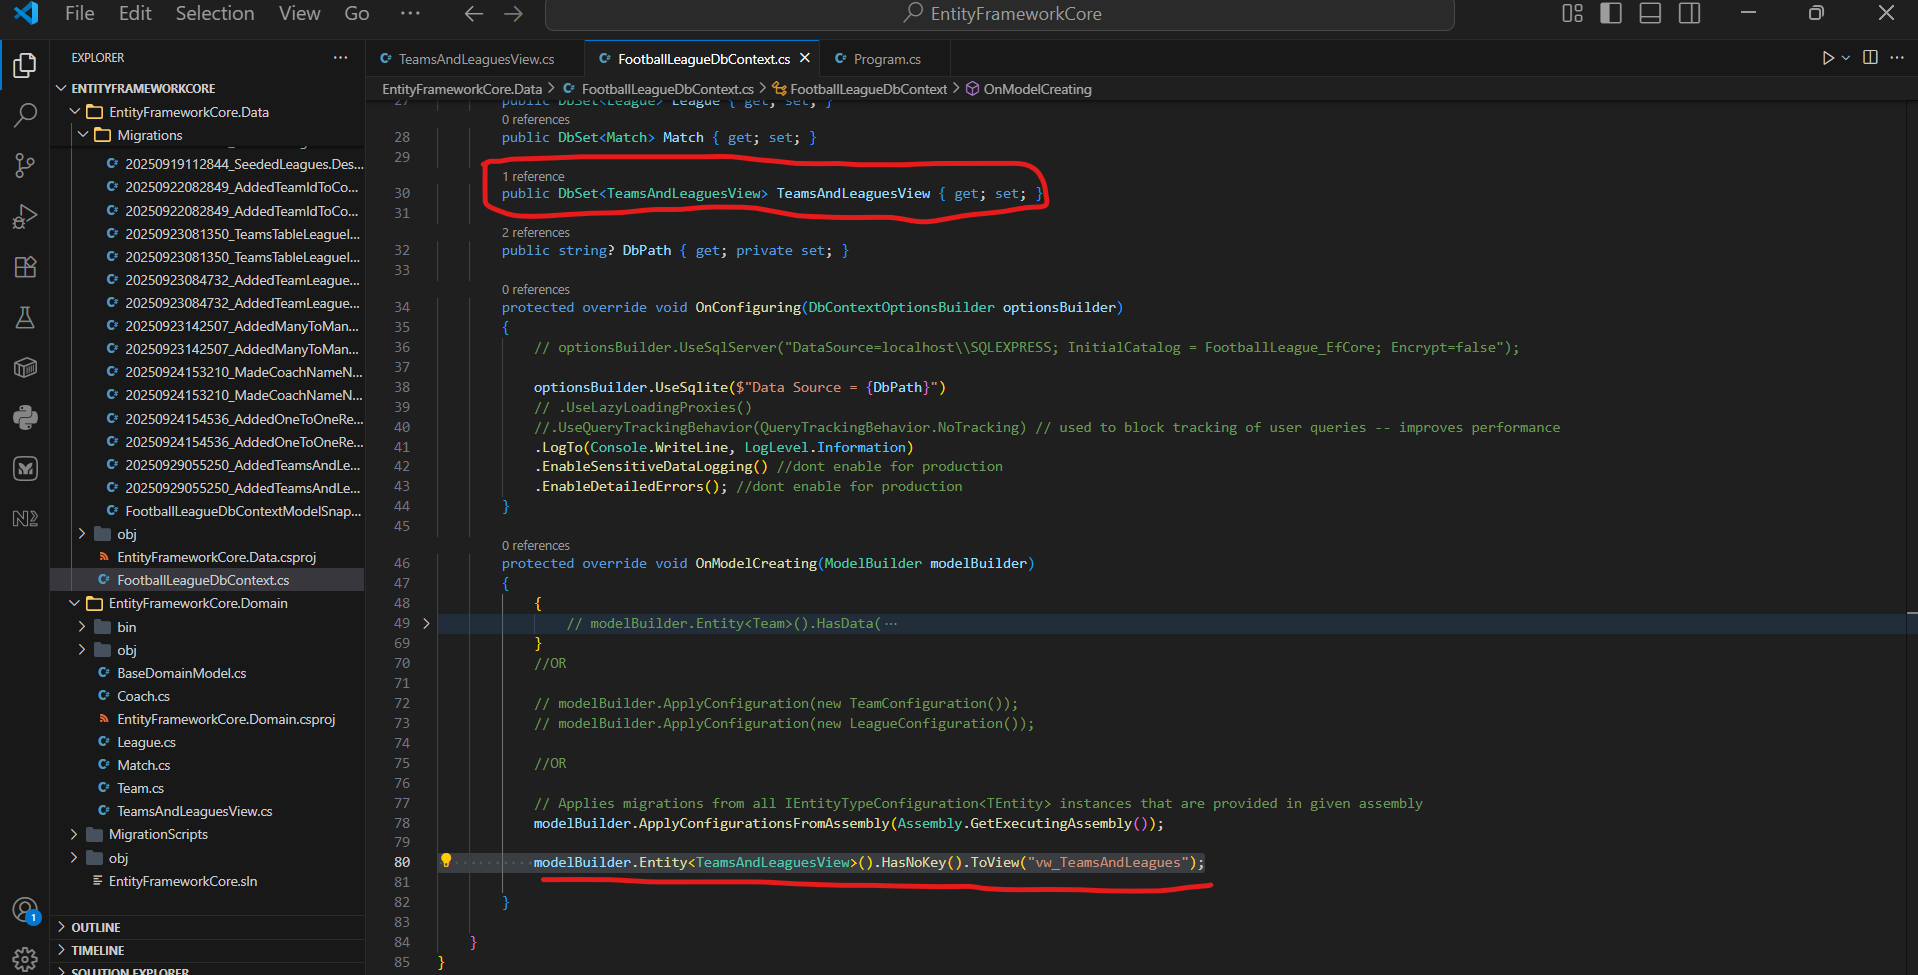 File Edit Selection View Go ··· EntityFrameworkCore
EXPLORER ···
ENTITYFRAMEWORKCORE
EntityFrameworkCore.Data
Migrations
20250919112844_SeededLeagues.Des...
20250922082849_AddedTeamIdToCo...
20250922082849_AddedTeamIdToCo...
20250923081350_TeamsTableLeagueI...
20250923081350_TeamsTableLeagueI...
20250923084732_AddedTeamLeague...
20250923084732_AddedTeamLeague...
20250923142507_AddedManyToMan...
20250923142507_AddedManyToMan...
20250924153210_MadeCoachNameN...
20250924153210_MadeCoachNameN...
20250924154536_AddedOneToOneRe...
20250924154536_AddedOneToOneRe...
20250929055250_AddedTeamsAndLe...
20250929055250_AddedTeamsAndLe...
FootballLeagueDbContextModelSnap...
obj
EntityFrameworkCore.Data.csproj
FootballLeagueDbContext.cs
EntityFrameworkCore.Domain
bin
obj
BaseDomainModel.cs
Coach.cs
EntityFrameworkCore.Domain.csproj
League.cs
Match.cs
Team.cs
TeamsAndLeaguesView.cs
MigrationScripts
obj
EntityFrameworkCore.sln
OUTLINE
TIMELINE
SOLUTION EXPLORER
1
TeamsAndLeaguesView.cs FootballLeagueDbContext.cs Program.cs
EntityFrameworkCore.Data > FootballLeagueDbContext.cs > FootballLeagueDbContext > OnModelCreating
27 public DbSet<League> League { get; set; }
0 references
28 public DbSet<Match> Match { get; set; }
29
1 reference
30 public DbSet<TeamsAndLeaguesView> TeamsAndLeaguesView { get; set; }
31
2 references
32 public string? DbPath { get; private set; }
33
0 references
34 protected override void OnConfiguring(DbContextOptionsBuilder optionsBuilder)
35 {
36 // optionsBuilder.UseSqlServer("DataSource=localhost\\SQLEXPRESS; InitialCatalog = FootballLeague_EfCore; Encrypt=false");
37
38 optionsBuilder.UseSqlite($"Data Source = {DbPath}")
39 // .UseLazyLoadingProxies()
40 //.UseQueryTrackingBehavior(QueryTrackingBehavior.NoTracking) // used to block tracking of user queries -- improves performance
41 .LogTo(Console.WriteLine, LogLevel.Information)
42 .EnableSensitiveDataLogging() //dont enable for production
43 .EnableDetailedErrors(); //dont enable for production
44 }
45
0 references
46 protected override void OnModelCreating(ModelBuilder modelBuilder)
47 {
48 {
49 // modelBuilder.Entity<Team>().HasData( ···
69 }
70 //OR
71
72 // modelBuilder.ApplyConfiguration(new TeamConfiguration());
73 // modelBuilder.ApplyConfiguration(new LeagueConfiguration());
74
75 //OR
76
77 // Applies migrations from all IEntityTypeConfiguration<TEntity> instances that are provided in given assembly
78 modelBuilder.ApplyConfigurationsFromAssembly(Assembly.GetExecutingAssembly());
79
80 modelBuilder.Entity<TeamsAndLeaguesView>().HasNoKey().ToView("vw_TeamsAndLeagues");
81
82 }
83
84 }
85 }